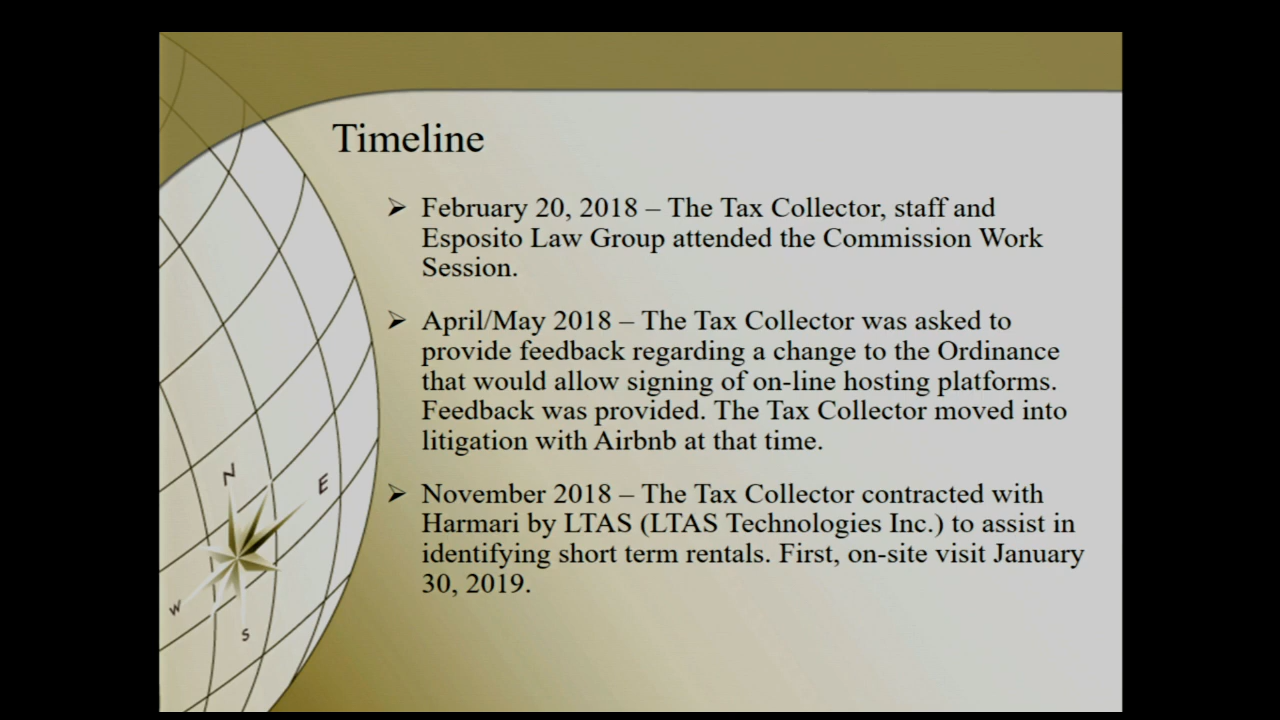 Timeline
➢ February 20, 2018 – The Tax Collector, staff and
Esposito Law Group attended the Commission Work
Session.
➢ April/May 2018 – The Tax Collector was asked to
provide feedback regarding a change to the Ordinance
that would allow signing of on-line hosting platforms.
Feedback was provided. The Tax Collector moved into
litigation with Airbnb at that time.
➢ November 2018 – The Tax Collector contracted with
Harmari by LTAS (LTAS Technologies Inc.) to assist in
identifying short term rentals. First, on-site visit January
30, 2019.
N
E
W
S